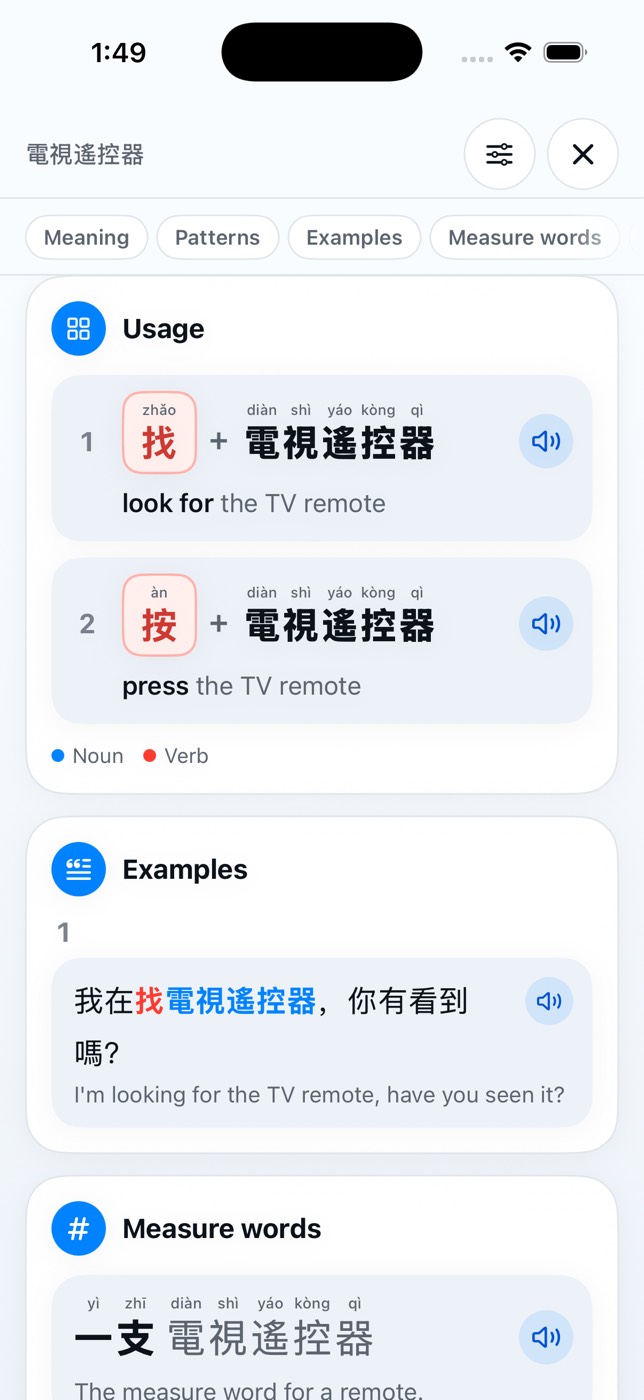 1:49
電視遙控器
Meaning Patterns Examples Measure words
Usage
zhǎo diàn shì yáo kòng qì
1 找 + 電視遙控器
look for the TV remote
àn diàn shì yáo kòng qì
2 按 + 電視遙控器
press the TV remote
Noun Verb
Examples
1
我在找電視遙控器，你有看到
嗎?
I'm looking for the TV remote, have you seen it?
# Measure words
yì zhī diàn shì yáo kòng qì
一支 電視遙控器
The measure word for a remote.